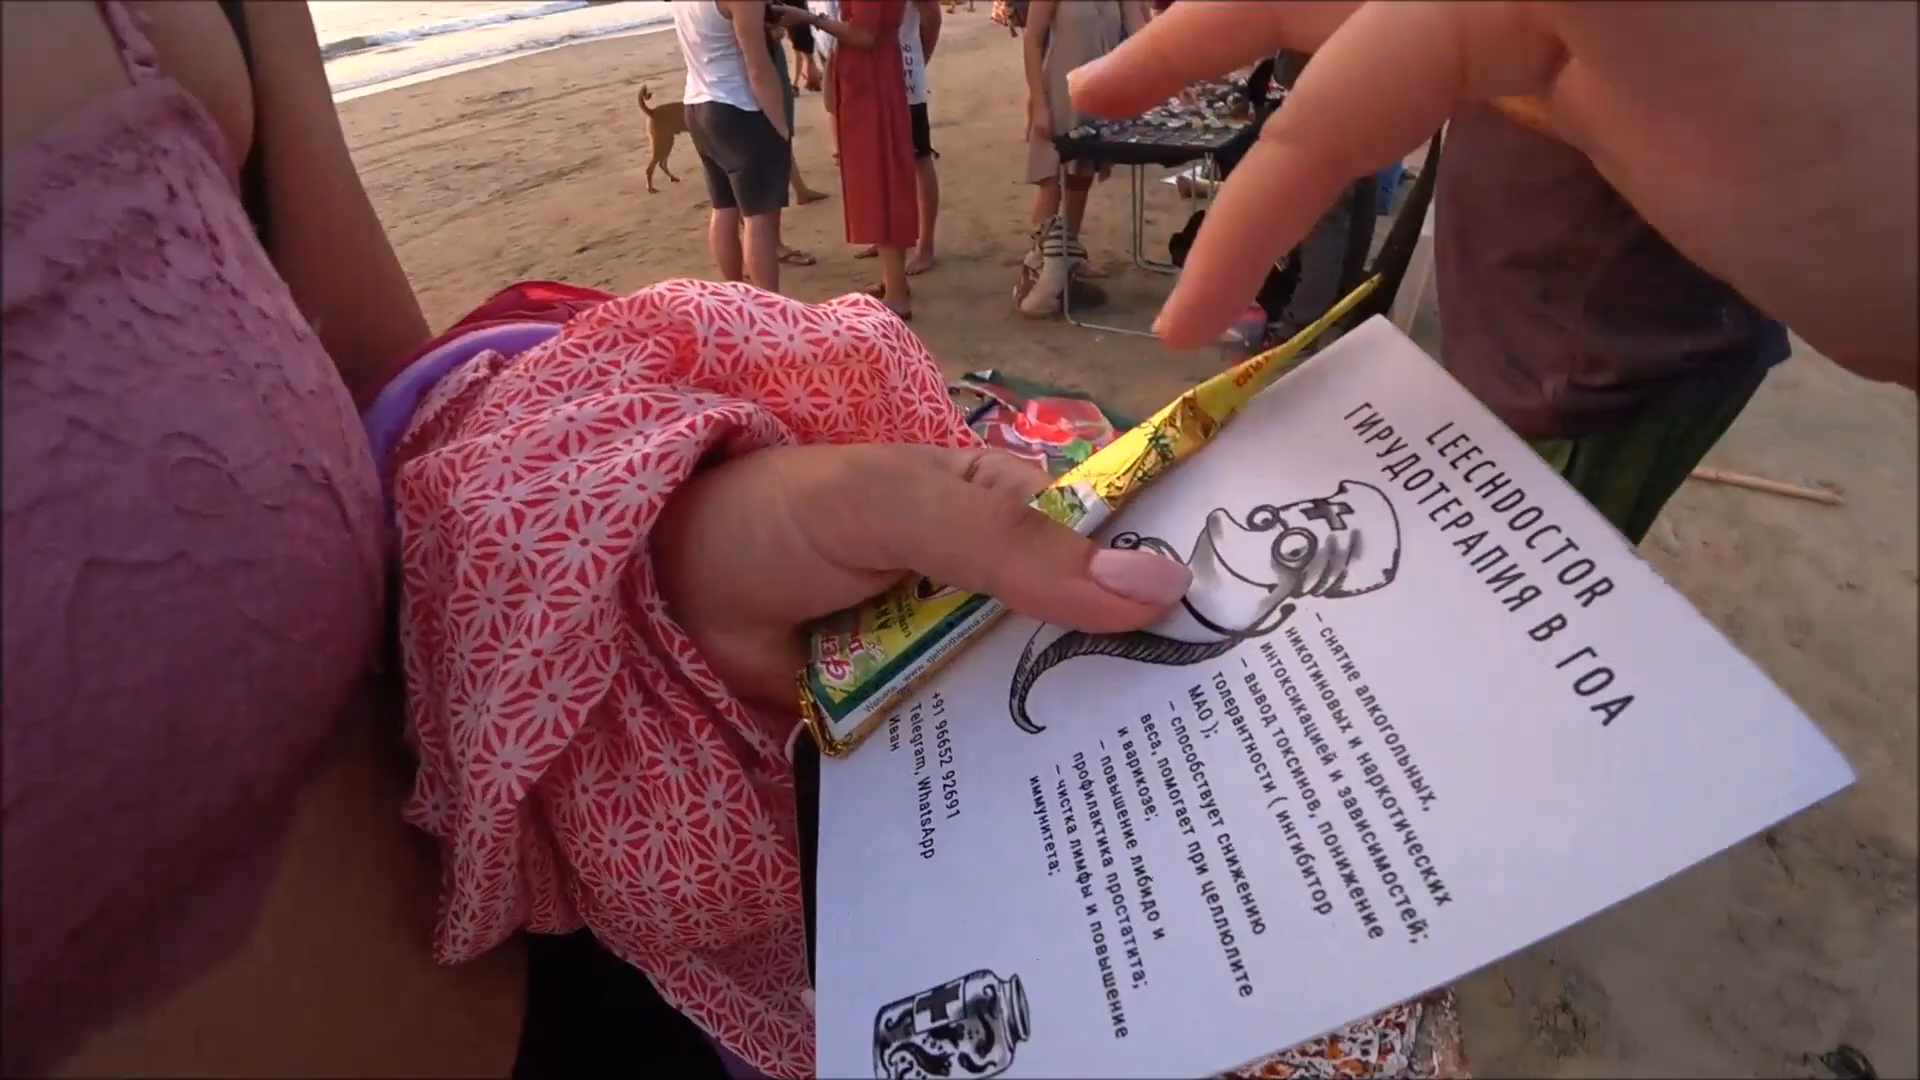 LEECHDOCTOR
ГИРУДОТЕРАПИЯ В ГОА
– снятие алкогольных,
никотиновых и наркотических
интоксикацией и зависимостей;
– вывод токсинов, понижение
толерантности ( ингибитор
МАО );
– способствует снижению
веса, помогает при целлюлите
и варикозе;
– повышение либидо и
профилактика простатита;
– чистка лимфы и повышение
иммунитета;
+91 96652 92691
Telegram, WhatsApp
Иван